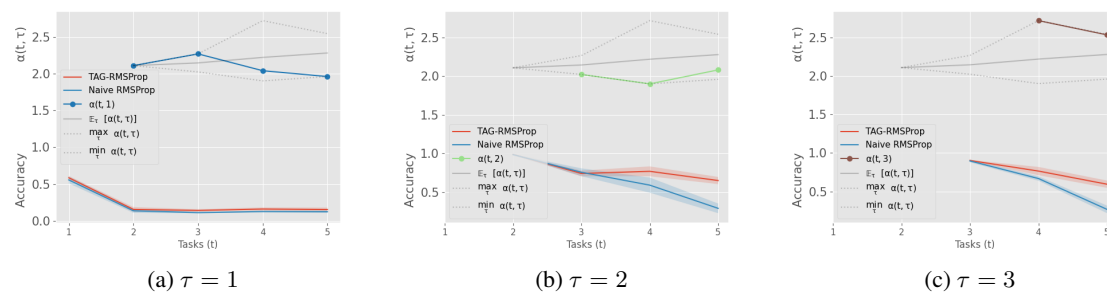 α(t, τ)
Accuracy
2.5
2.0
1.5
1.0
0.5
0.0
TAG-RMSProp
Naive RMSProp
α(t, 1)
𝔼τ [α(t, τ)]
max α(t, τ)
τ
min α(t, τ)
τ
1 2 3 4 5
Tasks (t)
(a) τ = 1
α(t, τ)
Accuracy
2.5
2.0
1.5
1.0
0.5
TAG-RMSProp
Naive RMSProp
α(t, 2)
𝔼τ [α(t, τ)]
max α(t, τ)
τ
min α(t, τ)
τ
1 2 3 4 5
Tasks (t)
(b) τ = 2
α(t, τ)
Accuracy
2.5
2.0
1.5
1.0
0.5
TAG-RMSProp
Naive RMSProp
α(t, 3)
𝔼τ [α(t, τ)]
max α(t, τ)
τ
min α(t, τ)
τ
1 2 3 4 5
Tasks (t)
(c) τ = 3